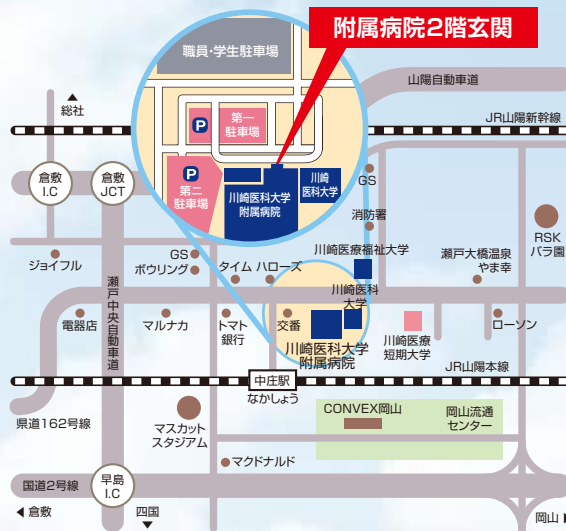 附属病院2階玄関
職員・学生駐車場
山陽自動車道
総社
JR山陽新幹線
P
第一
駐車場
倉敷
I.C
倉敷
JCT
P
第二
駐車場
川崎医科大学
附属病院
川崎
医科大学
GS
消防署
RSK
バラ園
川崎医療福祉大学
瀬戸大橋温泉
やま幸
ジョイフル
GS
ボウリング
タイム
ハローズ
川崎医科
大学
瀬戸中央自動車道
電器店
マルナカ
トマト
銀行
交番
川崎医科大学
附属病院
川崎医療
短期大学
ローソン
JR山陽本線
中庄駅
なかしょう
県道162号線
マスカット
スタジアム
CONVEX岡山
岡山流通
センター
マクドナルド
国道2号線
早島
I.C
倉敷
四国
岡山